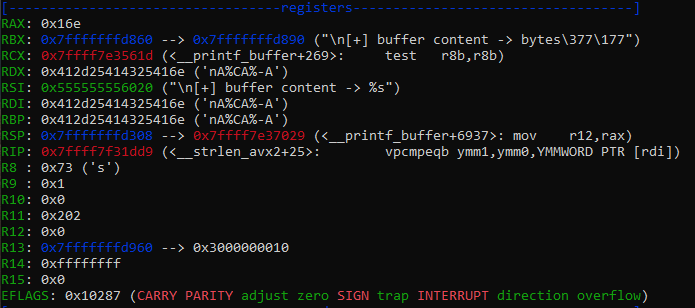 [----------------------------------registers-----------------------------------]
RAX: 0x16e
RBX: 0x7fffffffd860 --> 0x7fffffffd890 ("\n[+] buffer content -> bytes\377\177")
RCX: 0x7ffff7e3561d (<__printf_buffer+269>:      test   r8b,r8b)
RDX: 0x412d25414325416e ('nA%CA%-A')
RSI: 0x555555556020 ("\n[+] buffer content -> %s")
RDI: 0x412d25414325416e ('nA%CA%-A')
RBP: 0x412d25414325416e ('nA%CA%-A')
RSP: 0x7fffffffd308 --> 0x7ffff7e37029 (<__printf_buffer+6937>: mov    r12,rax)
RIP: 0x7ffff7f31dd9 (<__strlen_avx2+25>:        vpcmpeqb ymm1,ymm0,YMMWORD PTR [rdi])
R8 : 0x73 ('s')
R9 : 0x1
R10: 0x0
R11: 0x202
R12: 0x0
R13: 0x7fffffffd960 --> 0x3000000010
R14: 0xffffffff
R15: 0x0
EFLAGS: 0x10287 (CARRY PARITY adjust zero SIGN trap INTERRUPT direction overflow)